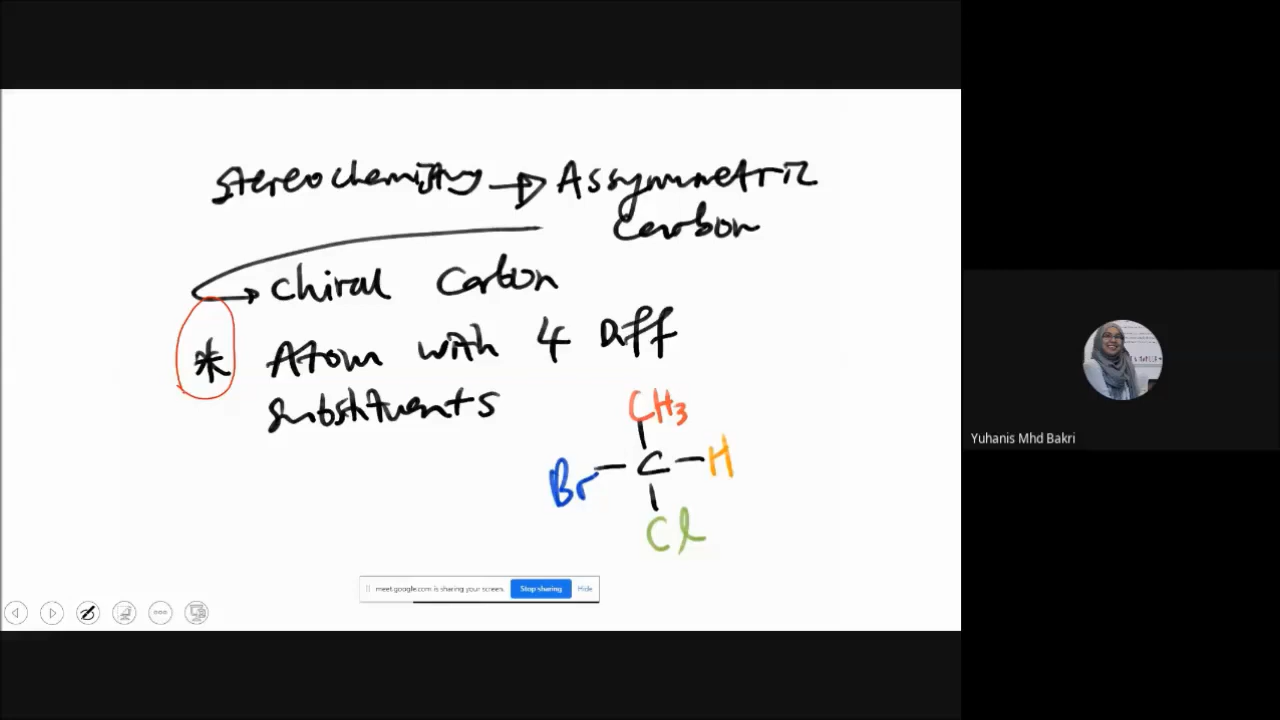 Stereochemistry → Assymmetric
Carbon
→ Chiral Carbon
* Atom with 4 Diff
substituents
CH3
Br – C – H
Cl
meet.google.com is sharing your screen. Stop sharing Hide
Yuhanis Mhd Bakri